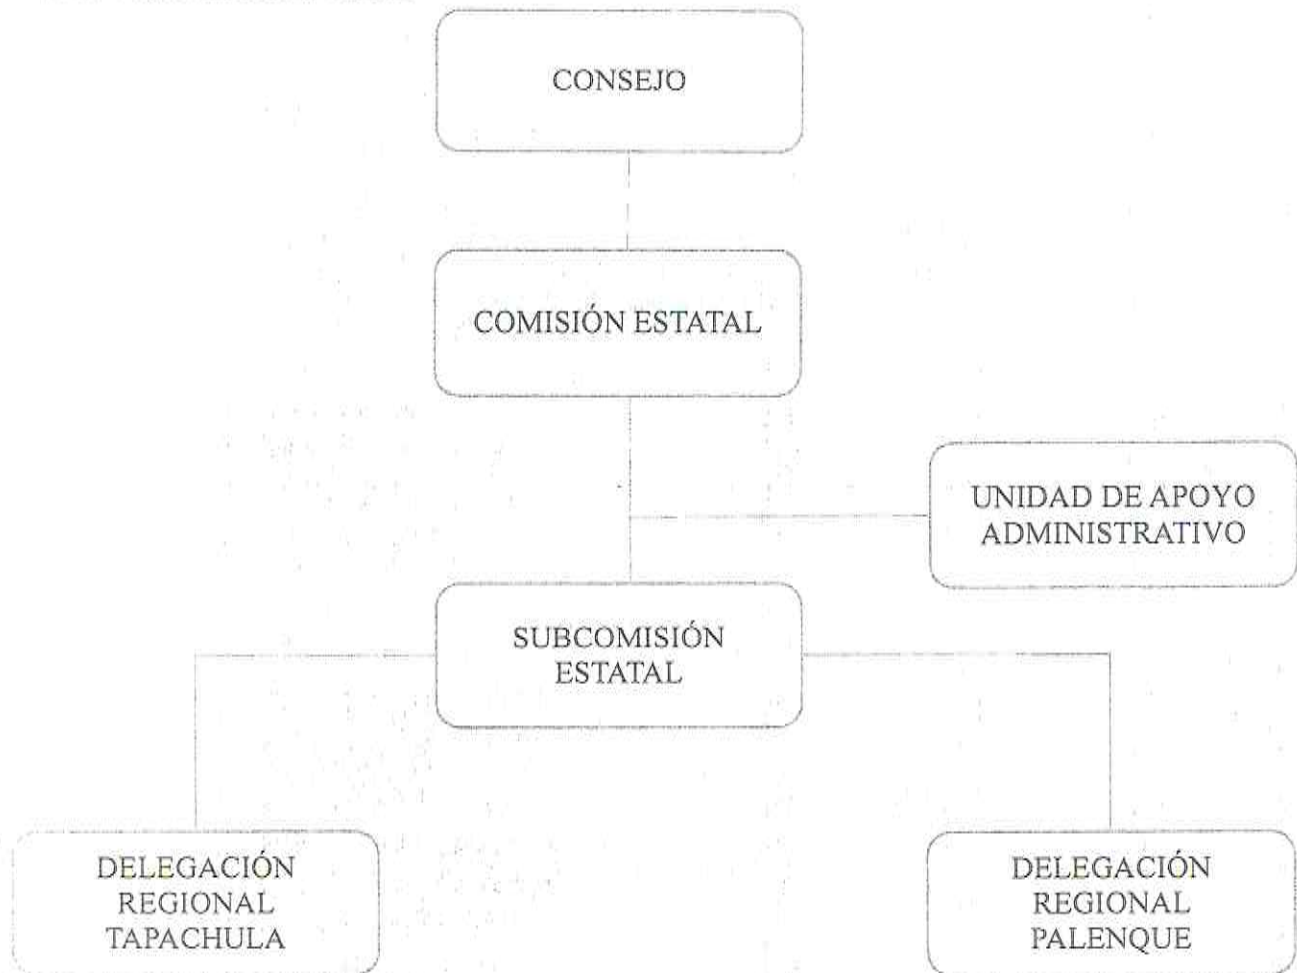 CONSEJO
COMISIÓN ESTATAL
UNIDAD DE APOYO
ADMINISTRATIVO
SUBCOMISIÓN
ESTATAL
DELEGACIÓN
REGIONAL
TAPACHULA
DELEGACIÓN
REGIONAL
PALENQUE